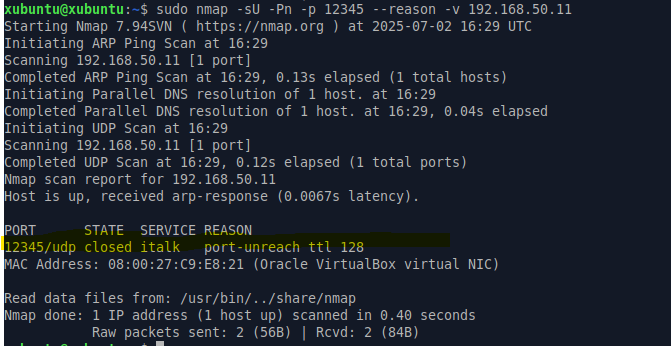 xubuntu@xubuntu:~$ sudo nmap -sU -Pn -p 12345 --reason -v 192.168.50.11
Starting Nmap 7.94SVN ( https://nmap.org ) at 2025-07-02 16:29 UTC
Initiating ARP Ping Scan at 16:29
Scanning 192.168.50.11 [1 port]
Completed ARP Ping Scan at 16:29, 0.13s elapsed (1 total hosts)
Initiating Parallel DNS resolution of 1 host. at 16:29
Completed Parallel DNS resolution of 1 host. at 16:29, 0.04s elapsed
Initiating UDP Scan at 16:29
Scanning 192.168.50.11 [1 port]
Completed UDP Scan at 16:29, 0.12s elapsed (1 total ports)
Nmap scan report for 192.168.50.11
Host is up, received arp-response (0.0067s latency).
PORT      STATE  SERVICE REASON
12345/udp closed italk   port-unreach ttl 128
MAC Address: 08:00:27:C9:E8:21 (Oracle VirtualBox virtual NIC)
Read data files from: /usr/bin/../share/nmap
Nmap done: 1 IP address (1 host up) scanned in 0.40 seconds
Raw packets sent: 2 (56B) | Rcvd: 2 (84B)